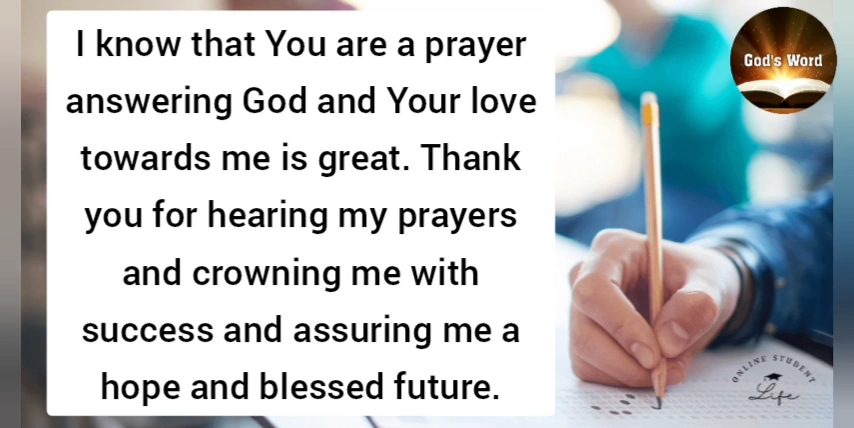 I know that You are a prayer
answering God and Your love
towards me is great. Thank
you for hearing my prayers
and crowning me with
success and assuring me a
hope and blessed future.
God's Word
ONLINE STUDENT
Life